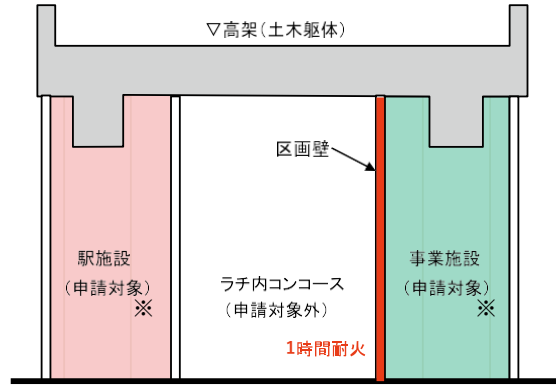 ▽高架(土木躯体)
区画壁
駅施設
(申請対象)
※
ラチ内コンコース
(申請対象外)
事業施設
(申請対象)
※
1時間耐火